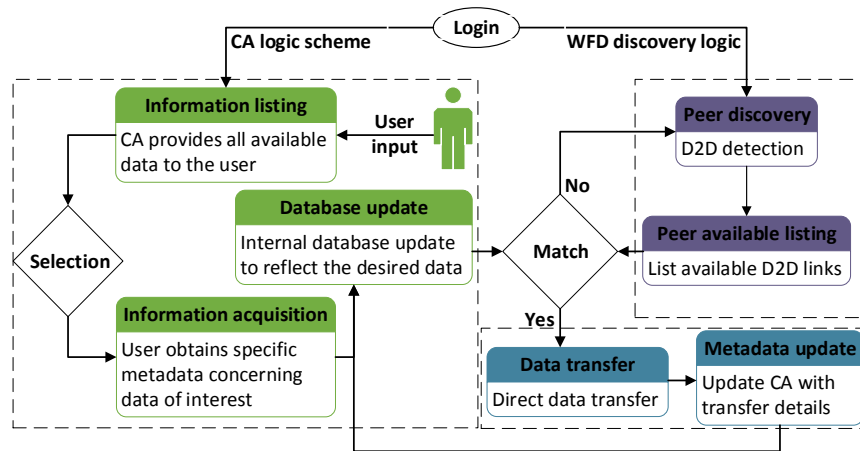 Login
CA logic scheme
WFD discovery logic
Information listing
CA provides all available
data to the user
User
input
Peer discovery
D2D detection
No
Database update
Internal database update
to reflect the desired data
Match
Peer available listing
List available D2D links
Selection
Information acquisition
User obtains specific
metadata concerning
data of interest
Yes
Data transfer
Direct data transfer
Metadata update
Update CA with
transfer details